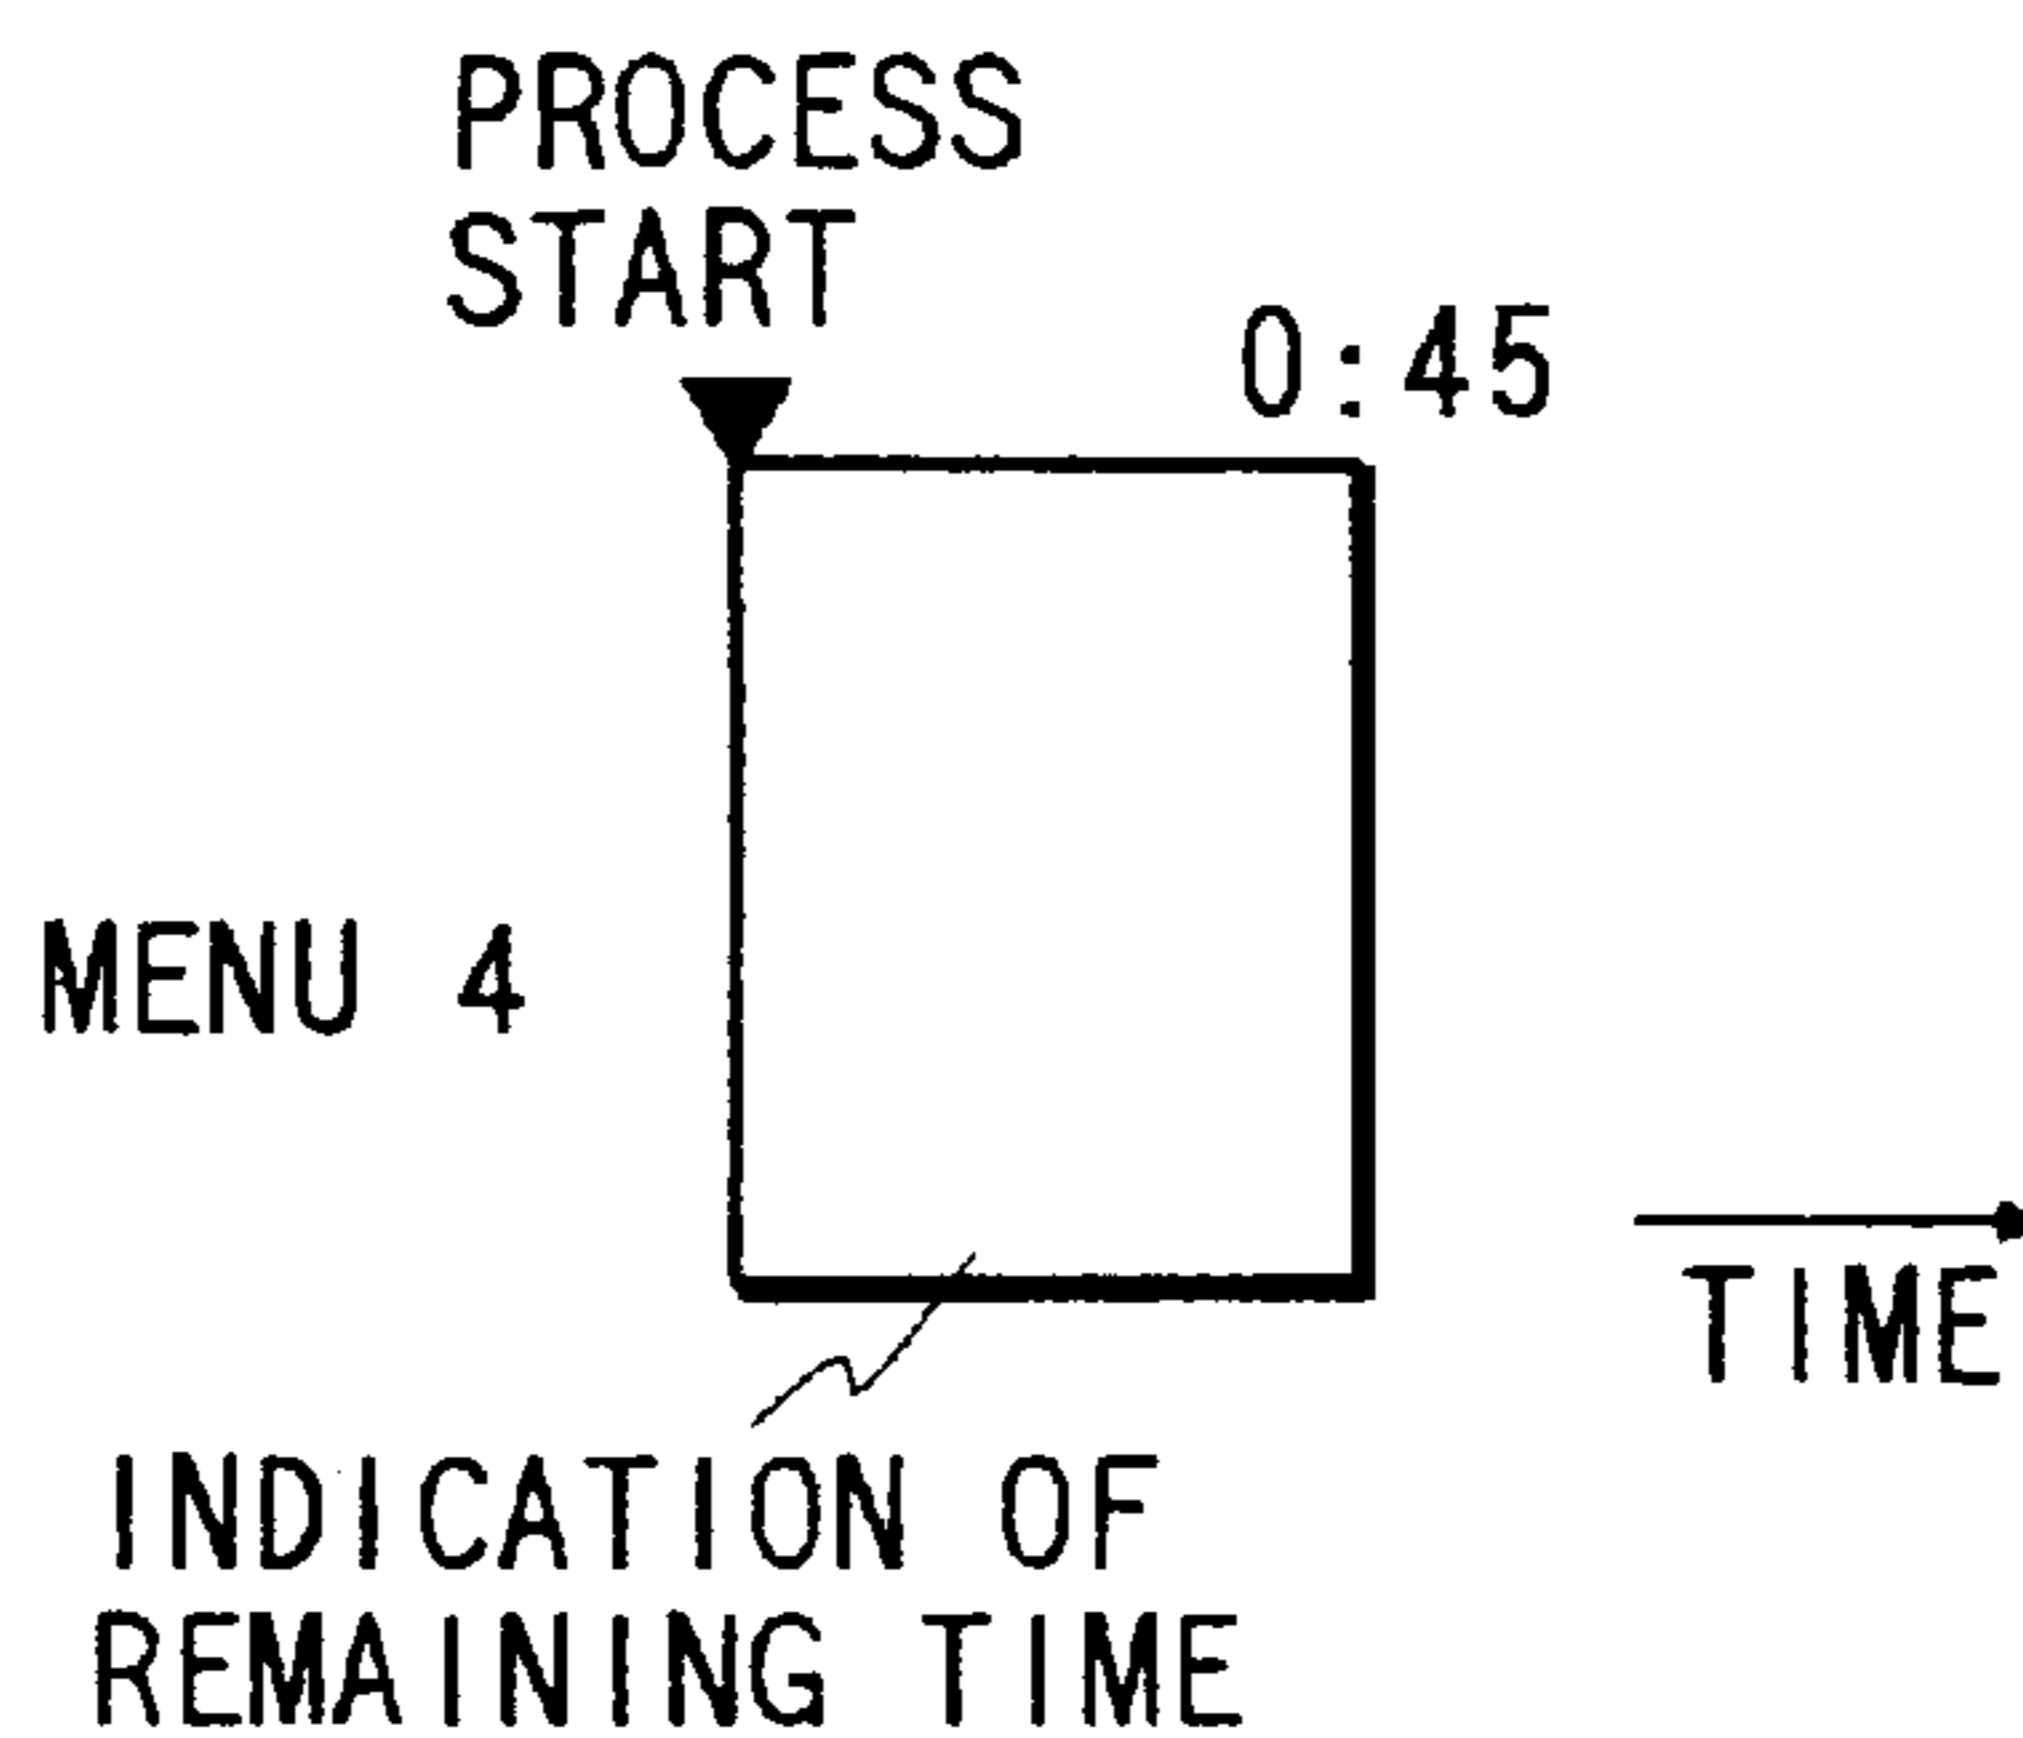 PROCESS
START
0:45
MENU 4
TIME
INDICATION OF
REMAINING TIME